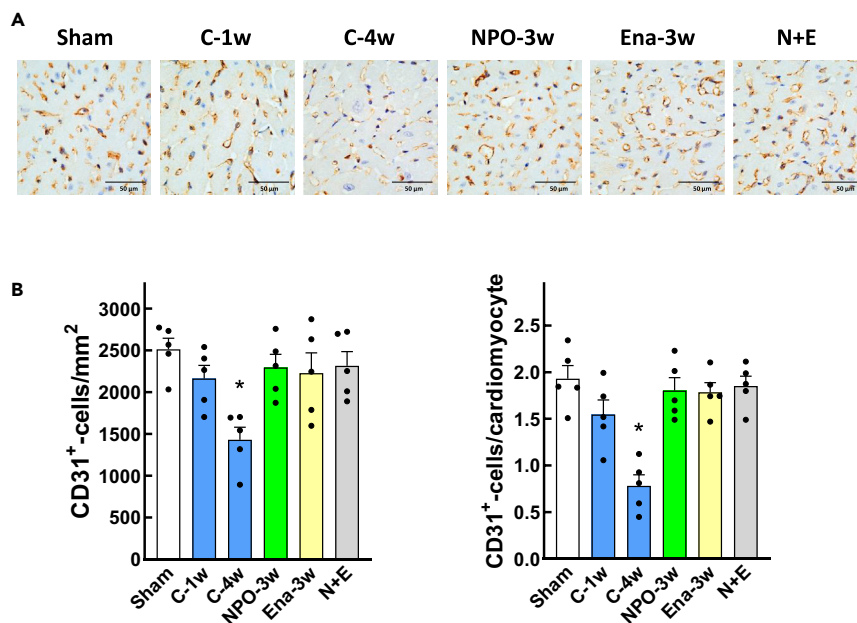 A
Sham C-1w C-4w NPO-3w Ena-3w N+E
50 µm 50 µm 50 µm 50 µm 50 µm 50 µm
B
CD31⁺-cells/mm²
3000
2500
2000
1500
1000
500
0
*
Sham C-1w C-4w NPO-3w Ena-3w N+E
CD31⁺-cells/cardiomyocyte
2.5
2.0
1.5
1.0
0.5
0.0
*
Sham C-1w C-4w NPO-3w Ena-3w N+E